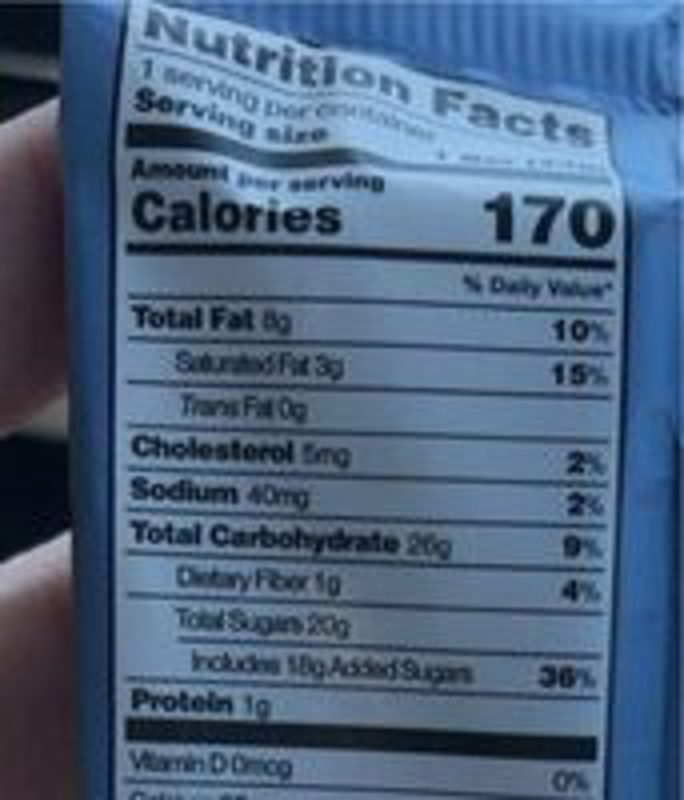 Nutrition Facts
1 serving per container
Serving size
Amount per serving
Calories 170
% Daily Value*
Total Fat 8g 10%
Saturated Fat 3g 15%
Trans Fat 0g
Cholesterol 5mg 2%
Sodium 40mg 2%
Total Carbohydrate 26g 9%
Dietary Fiber 1g 4%
Total Sugars 20g
Includes 18g Added Sugars 36%
Protein 1g
Vitamin D 0mcg 0%